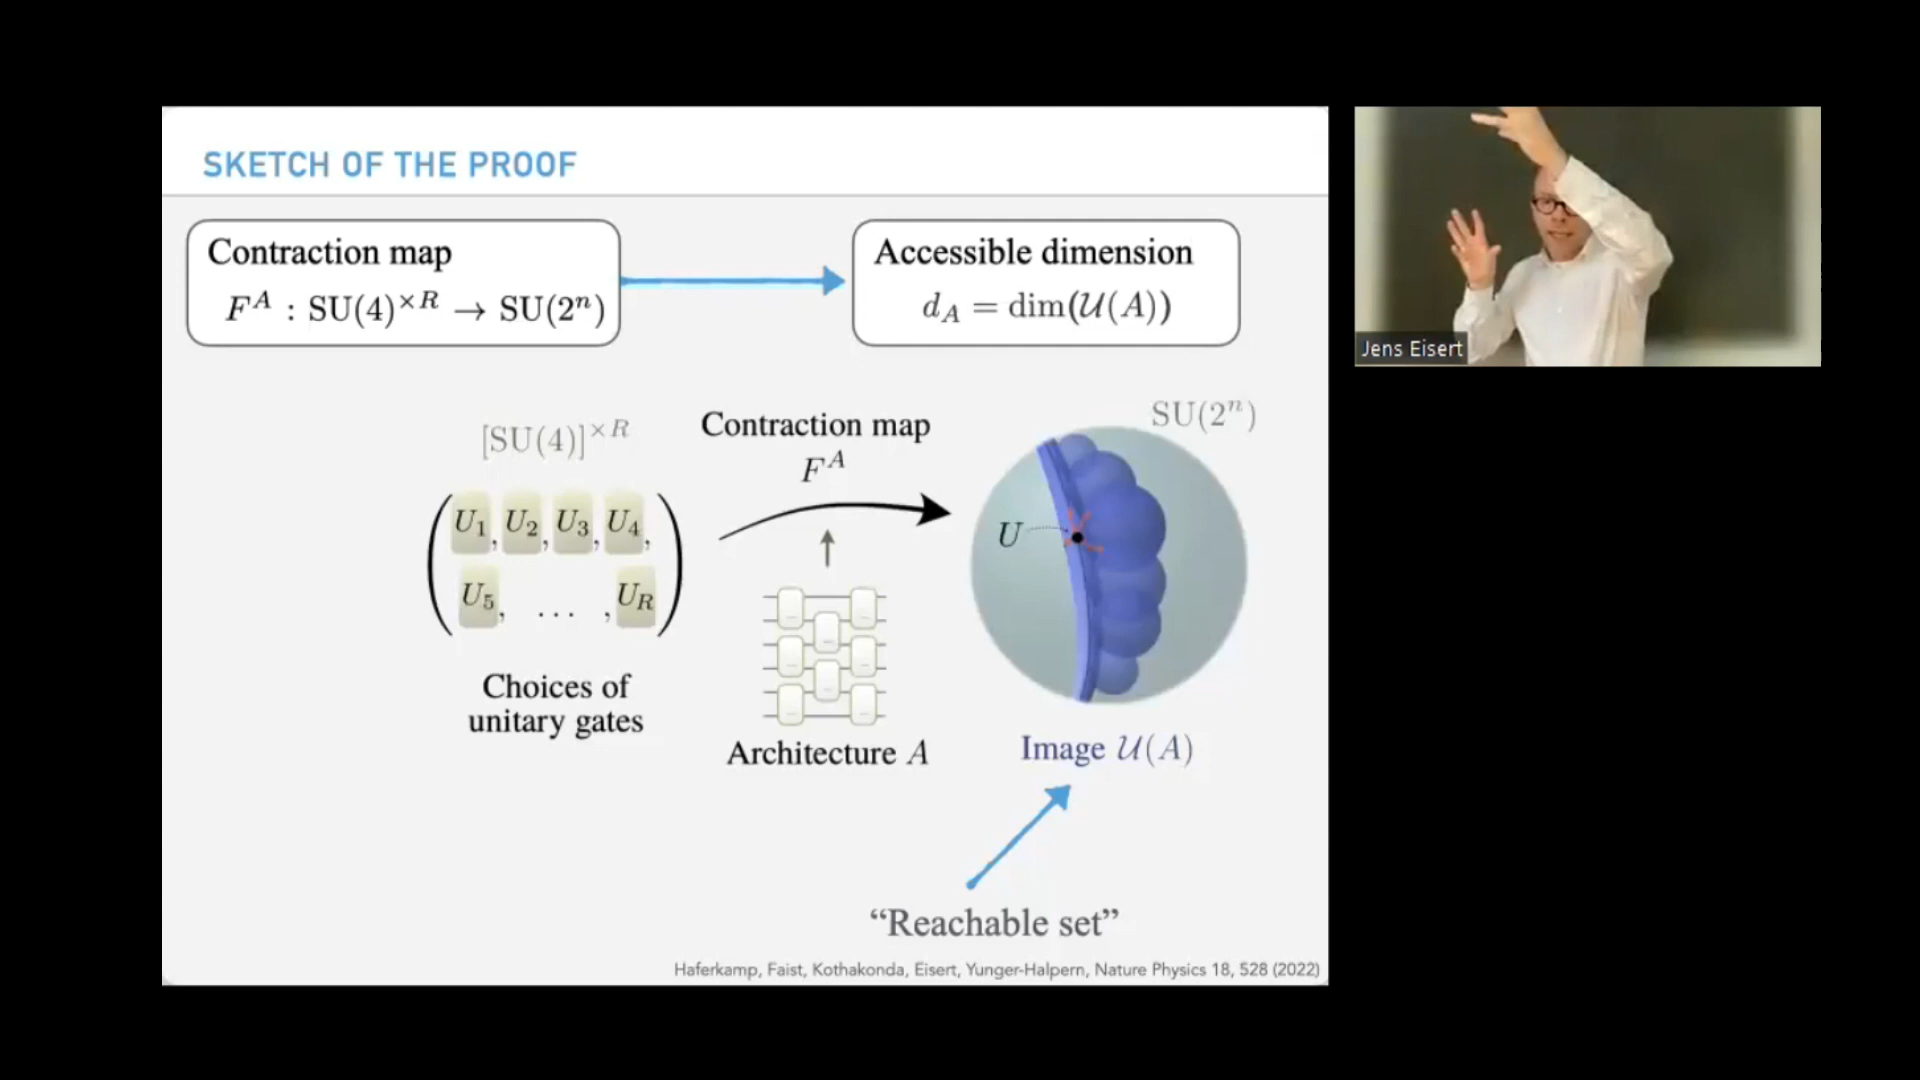 SKETCH OF THE PROOF
Contraction map
F^A : SU(4)^{×R} → SU(2^n)
Accessible dimension
d_A = dim(𝒰(A))
[SU(4)]^{×R}
U_1, U_2, U_3, U_4,
U_5, ... , U_R
Choices of
unitary gates
Contraction map
F^A
Architecture A
SU(2^n)
U
Image 𝒰(A)
“Reachable set”
Haferkamp, Faist, Kothakonda, Eisert, Yunger-Halpern, Nature Physics 18, 528 (2022)
Jens Eisert